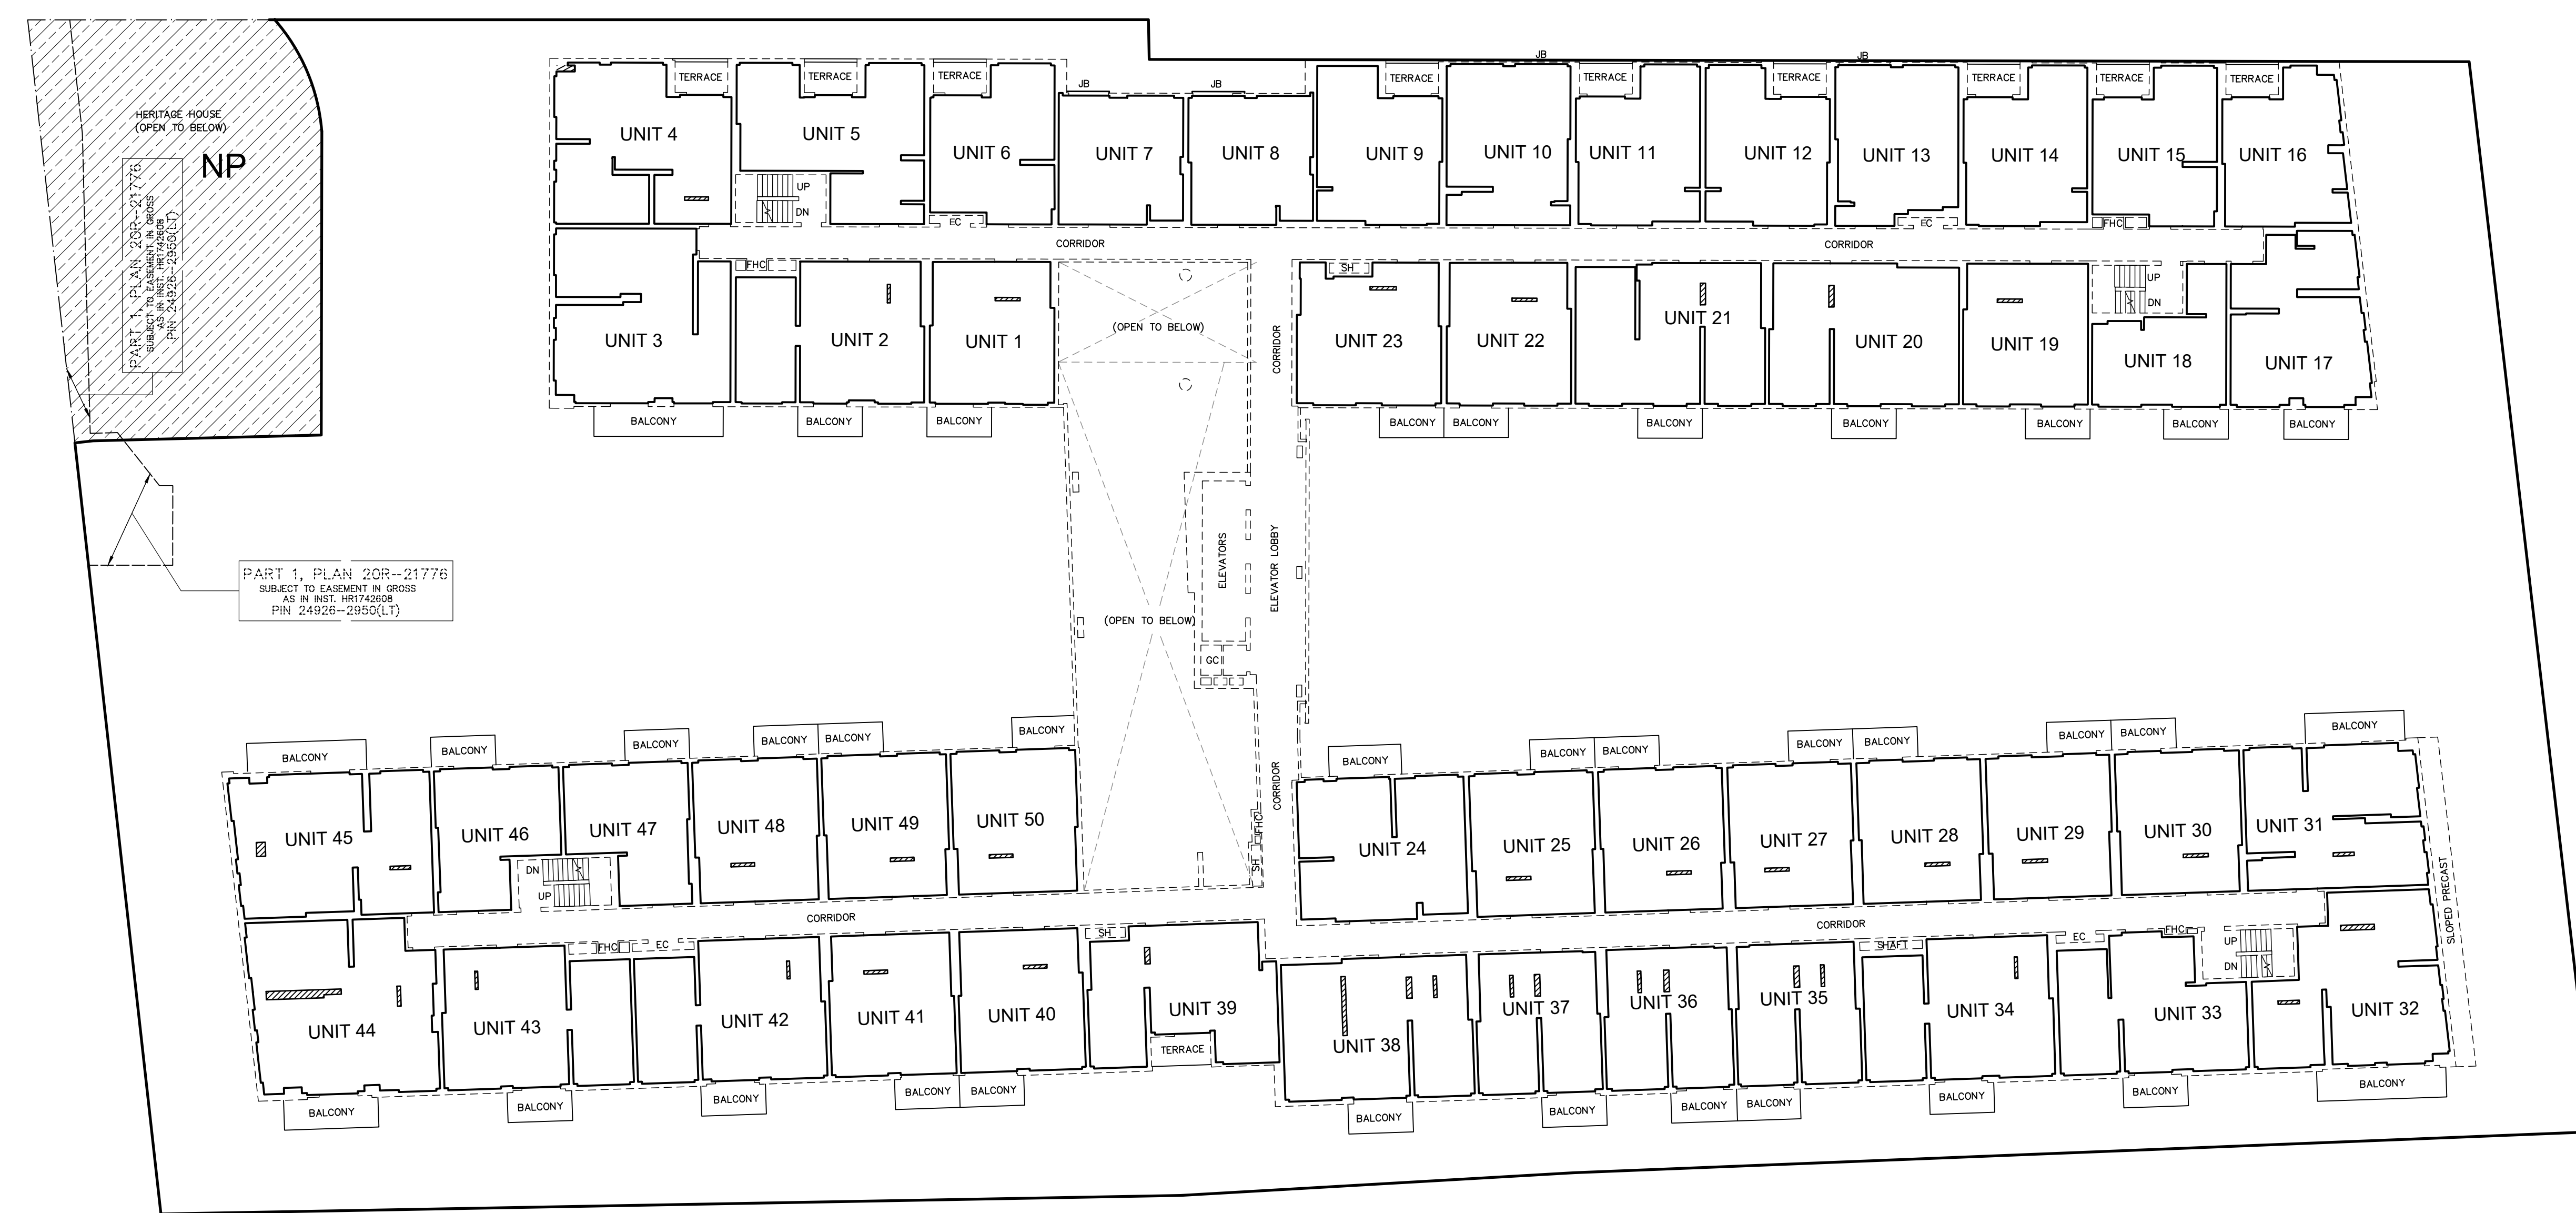 JB
JB
TERRACE
TERRACE
TERRACE
JB
JB
TERRACE
TERRACE
TERRACE
TERRACE
TERRACE
TERRACE
HERITAGE HOUSE
(OPEN TO BELOW)
NP
PART 1, PLAN 20R--21776
SUBJECT TO EASEMENT IN GROSS
AS IN INST. HR1742608
PIN 24926--2950(LT)
UNIT 4
UNIT 5
UNIT 6
UNIT 7
UNIT 8
UNIT 9
UNIT 10
UNIT 11
UNIT 12
UNIT 13
UNIT 14
UNIT 15
UNIT 16
UP
DN
EC
EC
FHC
CORRIDOR
CORRIDOR
FHC
SH
UP
DN
UNIT 3
UNIT 2
UNIT 1
(OPEN TO BELOW)
CORRIDOR
UNIT 23
UNIT 22
UNIT 21
UNIT 20
UNIT 19
UNIT 18
UNIT 17
BALCONY
BALCONY
BALCONY
BALCONY
BALCONY
BALCONY
BALCONY
BALCONY
BALCONY
BALCONY
PART 1, PLAN 20R--21776
SUBJECT TO EASEMENT IN GROSS
AS IN INST. HR1742608
PIN 24926--2950(LT)
ELEVATORS
ELEVATOR LOBBY
(OPEN TO BELOW)
GC
BALCONY
BALCONY
BALCONY
BALCONY
BALCONY
BALCONY
BALCONY
BALCONY
BALCONY
BALCONY
BALCONY
BALCONY
BALCONY
BALCONY
CORRIDOR
FHC
SH
UNIT 45
UNIT 46
UNIT 47
UNIT 48
UNIT 49
UNIT 50
UNIT 24
UNIT 25
UNIT 26
UNIT 27
UNIT 28
UNIT 29
UNIT 30
UNIT 31
DN
UP
SLOPED PRECAST
CORRIDOR
CORRIDOR
FHC
EC
SH
SHAFT
EC
FHC
UP
DN
UNIT 44
UNIT 43
UNIT 42
UNIT 41
UNIT 40
UNIT 39
UNIT 38
UNIT 37
UNIT 36
UNIT 35
UNIT 34
UNIT 33
UNIT 32
TERRACE
BALCONY
BALCONY
BALCONY
BALCONY
BALCONY
BALCONY
BALCONY
BALCONY
BALCONY
BALCONY
BALCONY
BALCONY